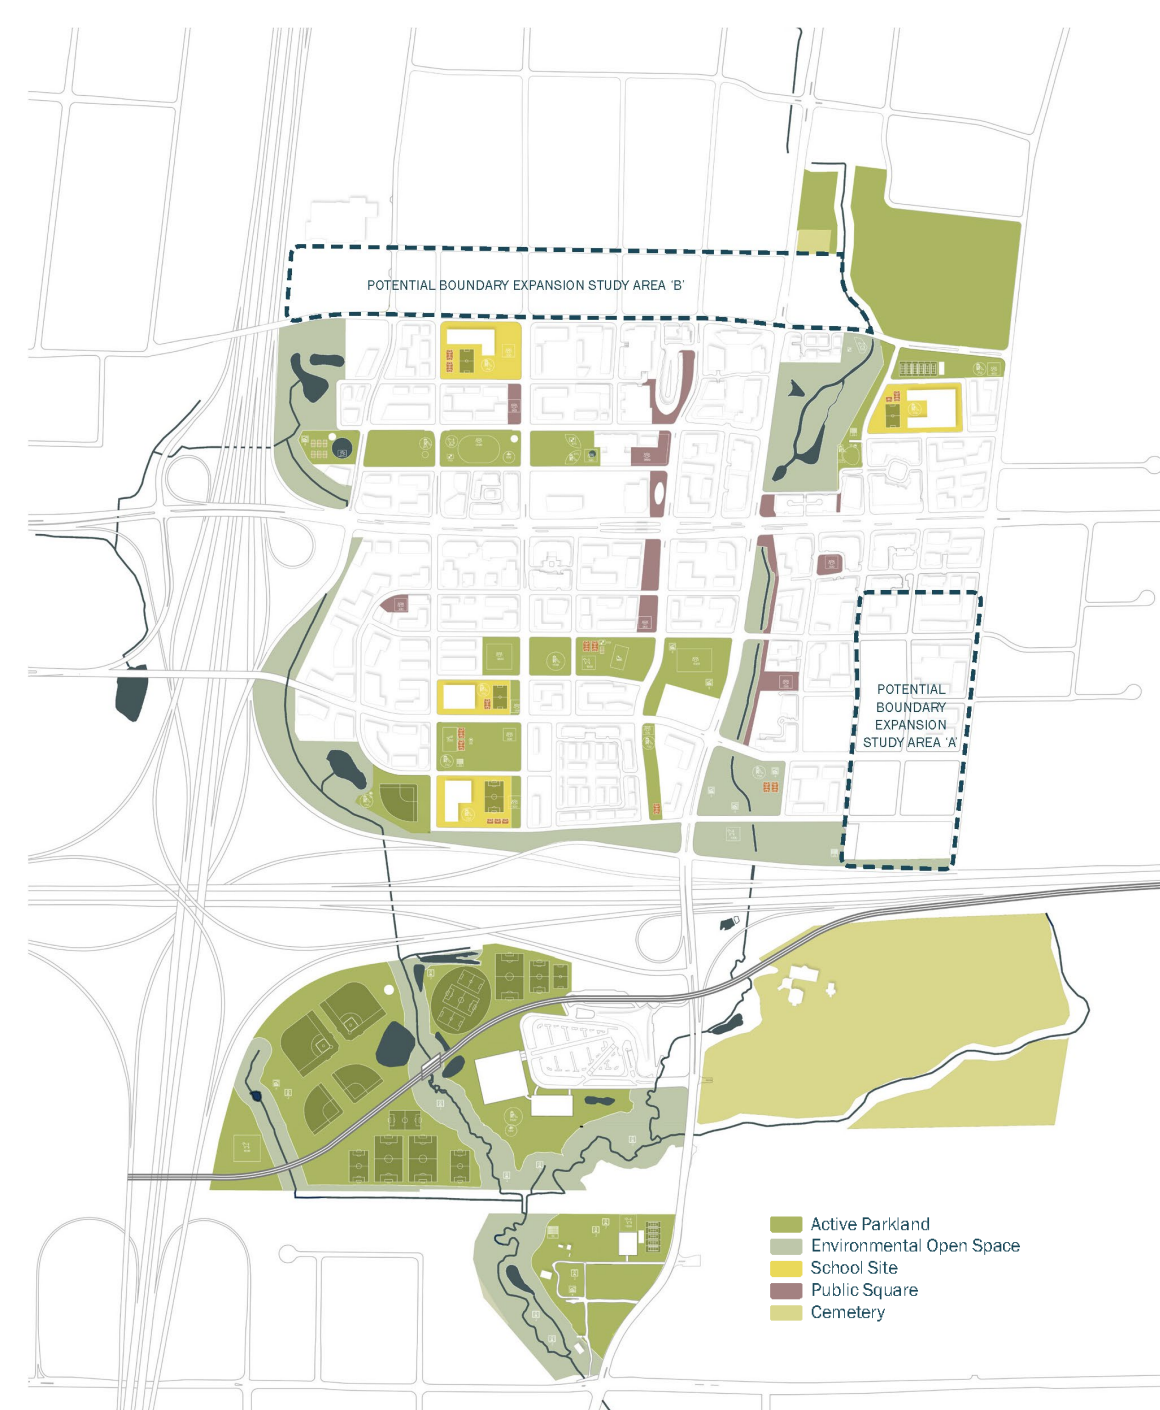 POTENTIAL BOUNDARY EXPANSION STUDY AREA 'B'
POTENTIAL
BOUNDARY
EXPANSION
STUDY AREA 'A'
Active Parkland
Environmental Open Space
School Site
Public Square
Cemetery